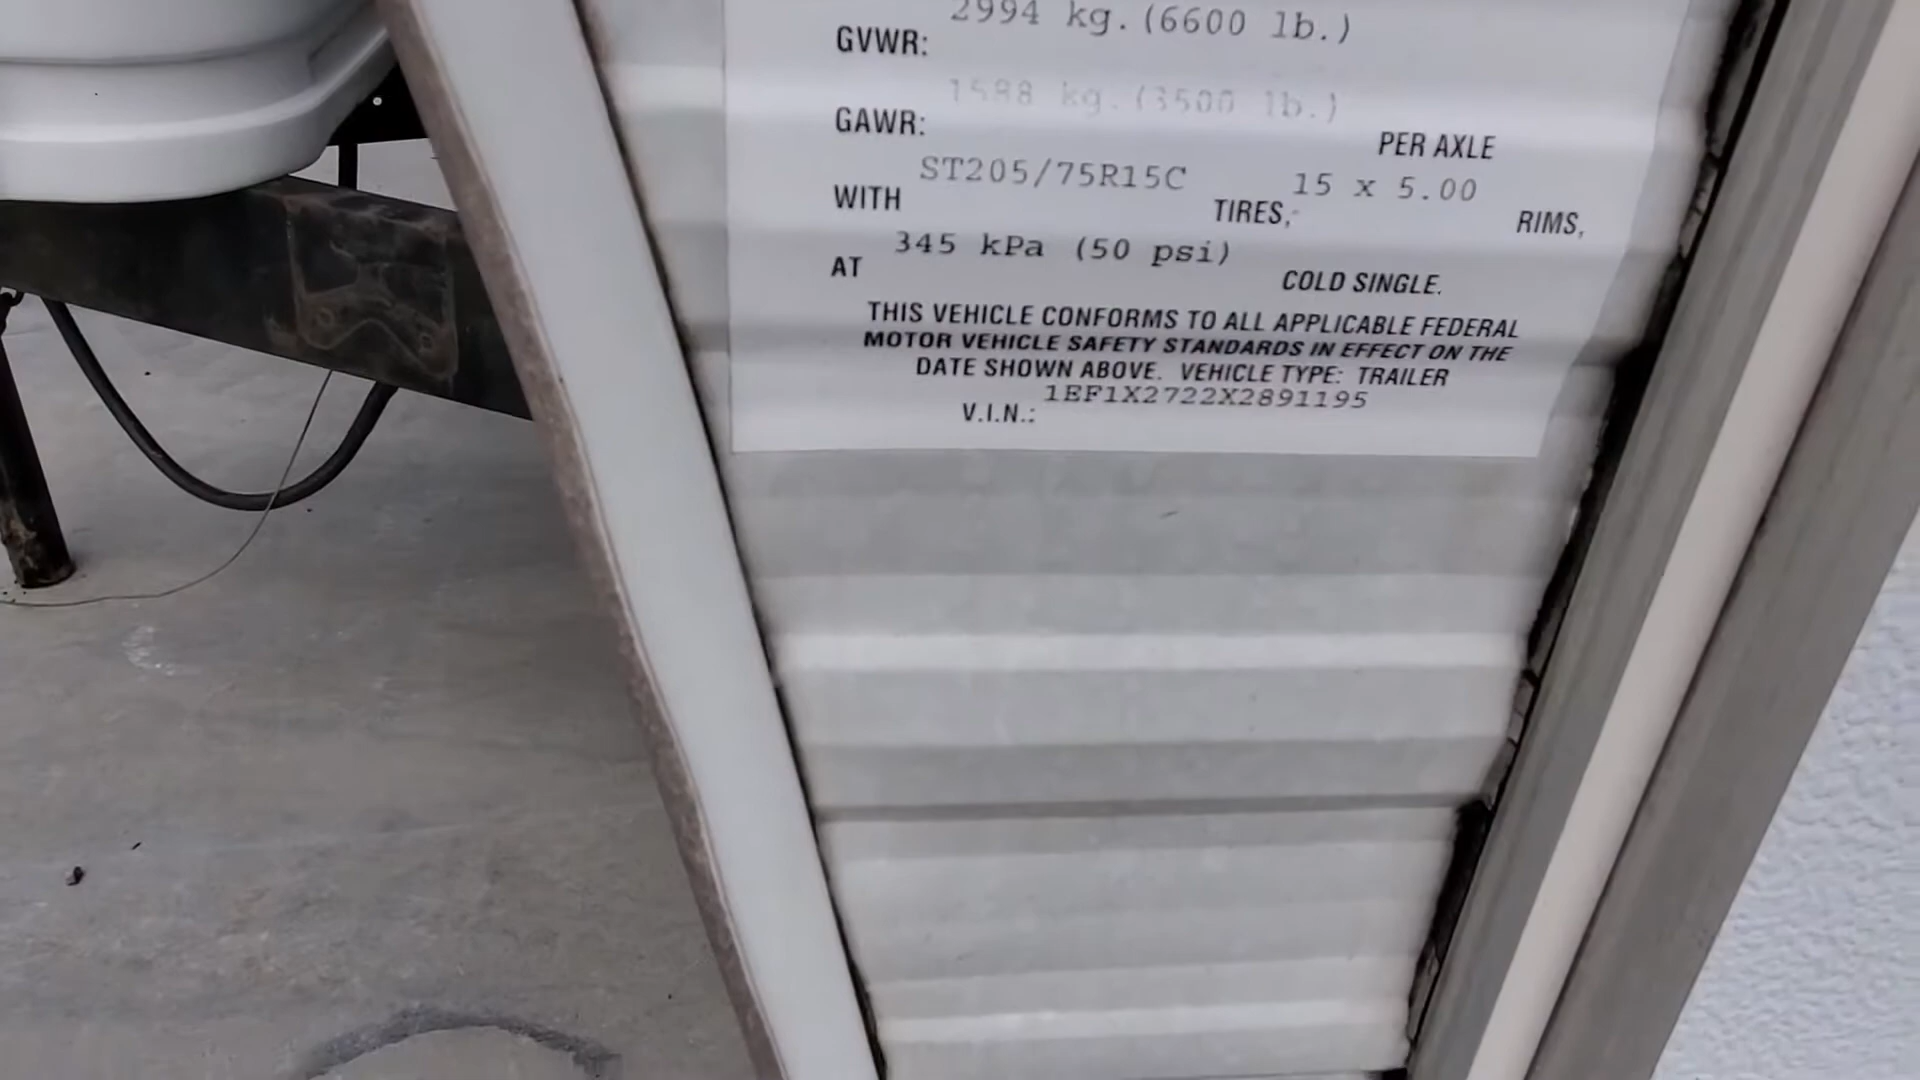 2994 kg. (6600 lb.)
GVWR:
1588 kg. (3500 lb.)
GAWR: PER AXLE
ST205/75R15C 15 x 5.00
WITH TIRES, RIMS,
345 kPa (50 psi)
AT COLD SINGLE.
THIS VEHICLE CONFORMS TO ALL APPLICABLE FEDERAL
MOTOR VEHICLE SAFETY STANDARDS IN EFFECT ON THE
DATE SHOWN ABOVE. VEHICLE TYPE: TRAILER
1EF1X2722X2891195
V.I.N.: